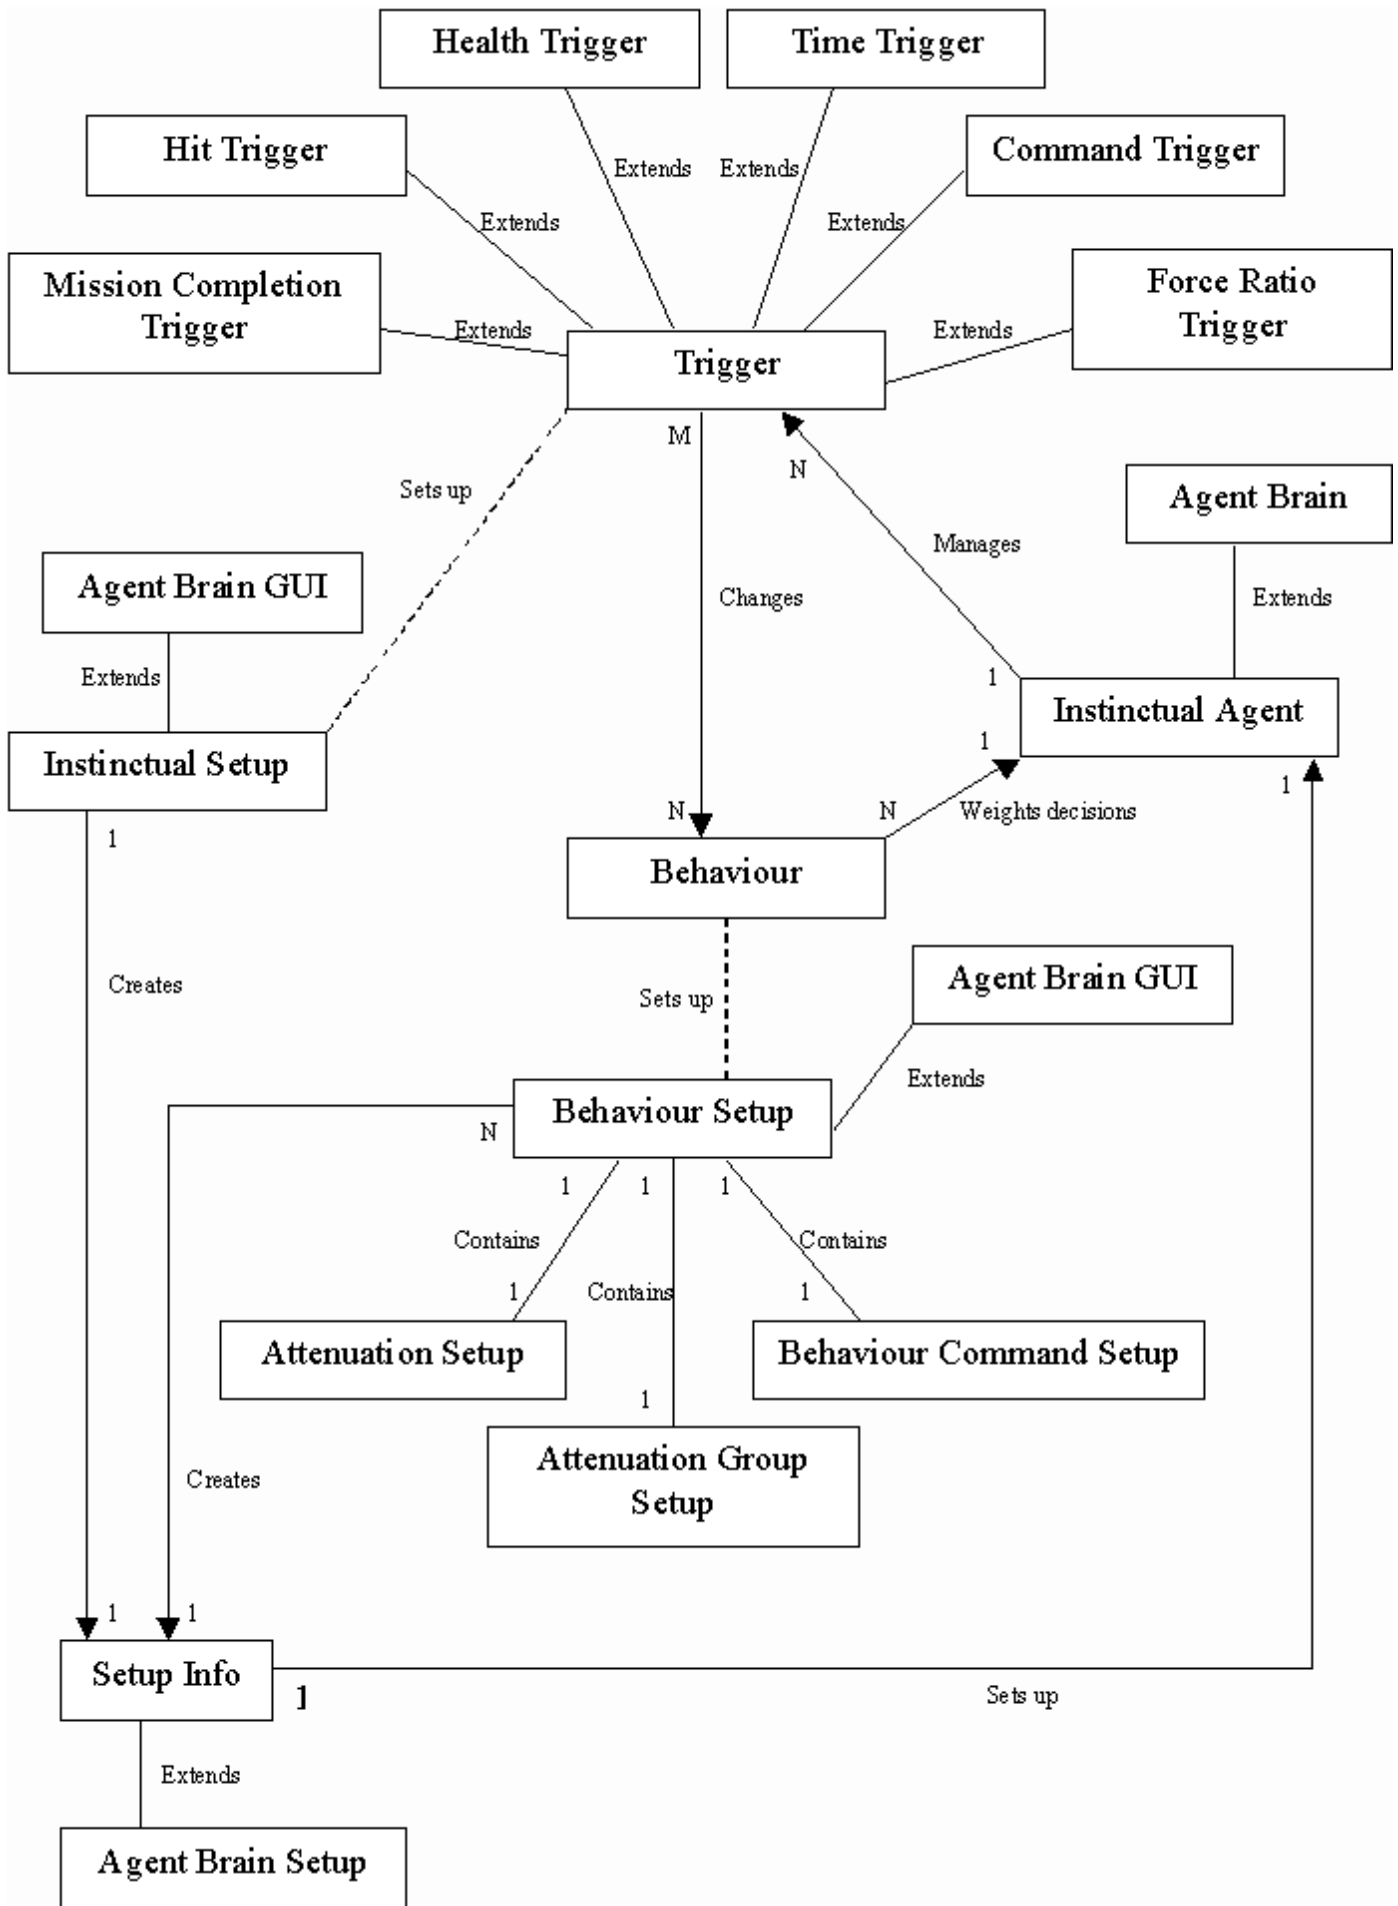 Health Trigger
Time Trigger
Hit Trigger
Command Trigger
Extends
Extends
Extends
Extends
Mission Completion
Trigger
Force Ratio
Trigger
Extends
Extends
Trigger
M
N
Sets up
Agent Brain
Manages
Agent Brain GUI
Changes
Extends
Extends
1
Instinctual Agent
Instinctual Setup
1
1
N
N
Weights decisions
1
Behaviour
Creates
Sets up
Agent Brain GUI
Extends
Behaviour Setup
N
1
1
1
Contains
Contains
1
Contains
1
Attenuation Setup
Behaviour Command Setup
1
Attenuation Group
Setup
Creates
1
1
Setup Info
1
Sets up
Extends
Agent Brain Setup